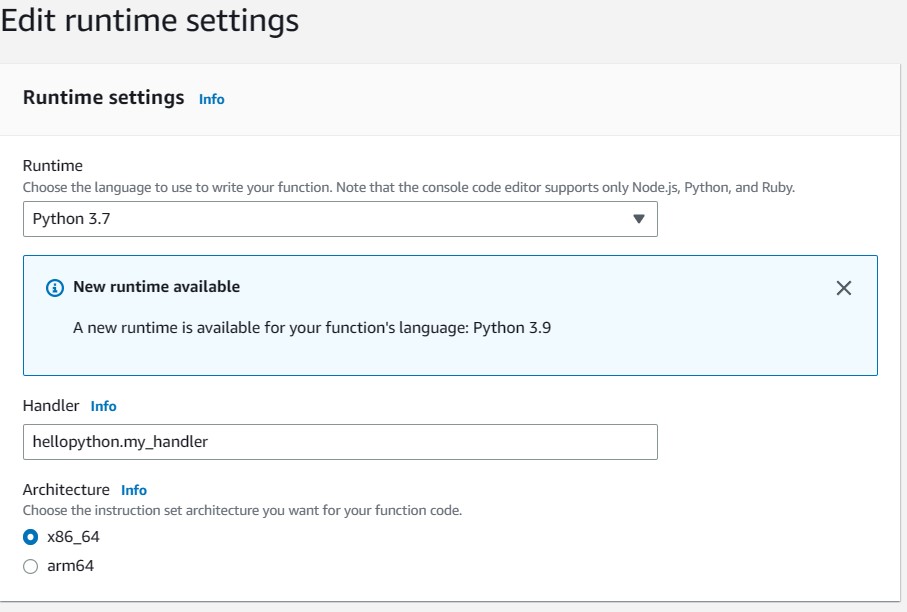 Edit runtime settings
Runtime settings Info
Runtime
Choose the language to use to write your function. Note that the console code editor supports only Node.js, Python, and Ruby.
Python 3.7
New runtime available
A new runtime is available for your function's language: Python 3.9
Handler Info
hellopython.my_handler
Architecture Info
Choose the instruction set architecture you want for your function code.
x86_64
arm64